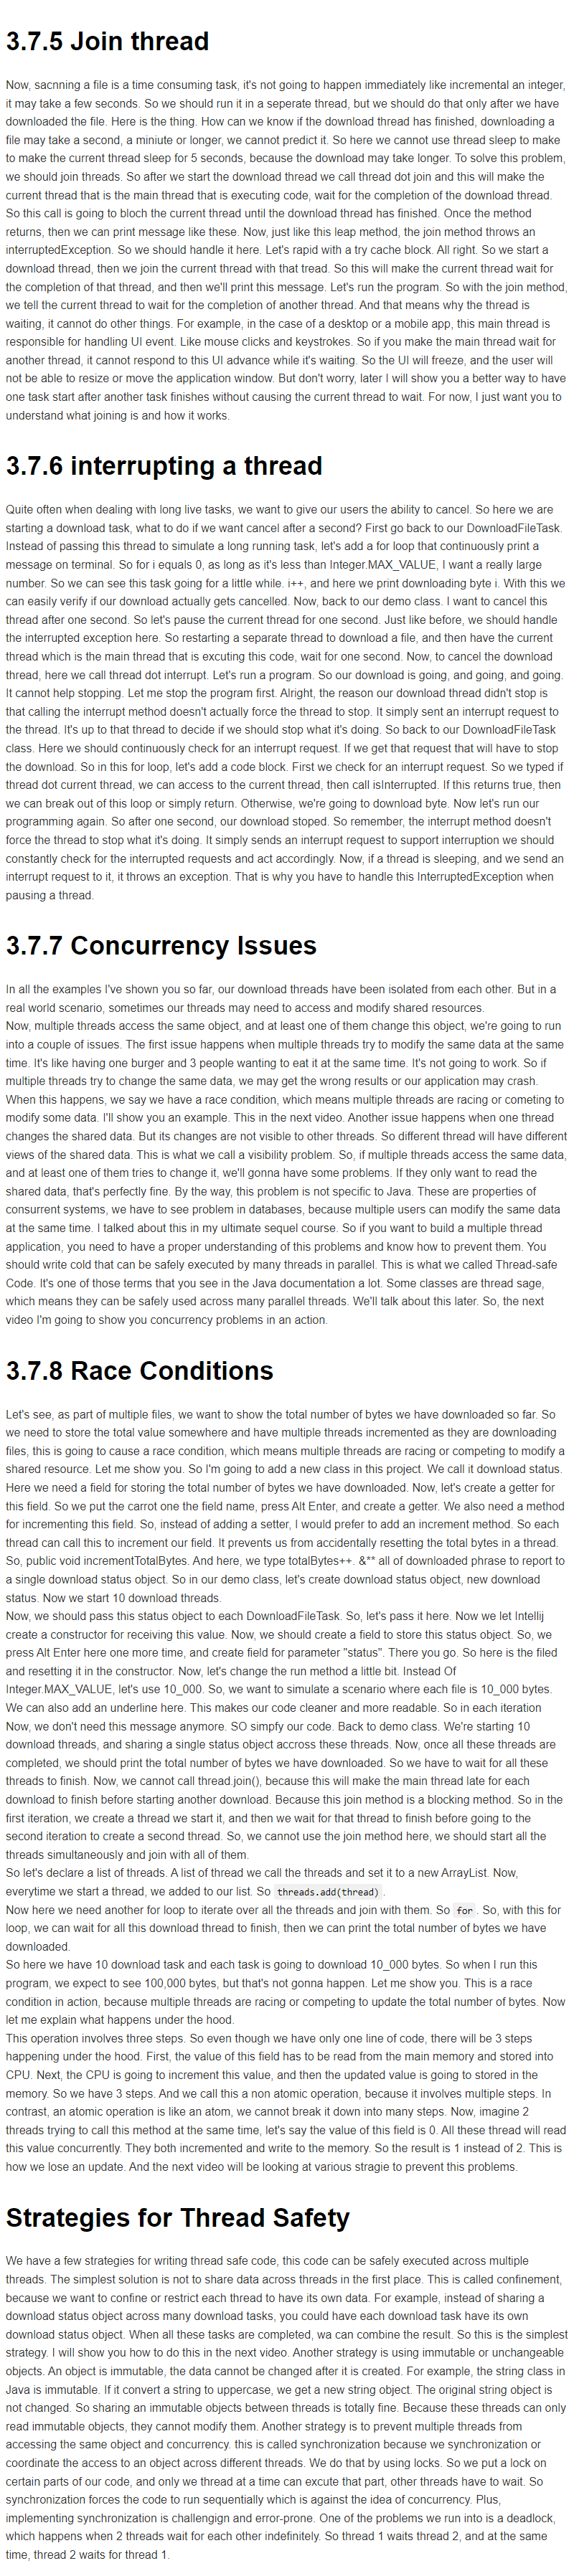 3.7.5 Join thread
Now, sacnning a file is a time consuming task, it's not going to happen immediately like incremental an integer,
it may take a few seconds. So we should run it in a seperate thread, but we should do that only after we have
downloaded the file. Here is the thing. How can we know if the download thread has finished, downloading a
file may take a second, a miniute or longer, we cannot predict it. So here we cannot use thread sleep to make
to make the current thread sleep for 5 seconds, because the download may take longer. To solve this problem,
we should join threads. So after we start the download thread we call thread dot join and this will make the
current thread that is the main thread that is executing code, wait for the completion of the download thread.
So this call is going to bloch the current thread until the download thread has finished. Once the method
returns, then we can print message like these. Now, just like this leap method, the join method throws an
interruptedException. So we should handle it here. Let's rapid with a try cache block. All right. So we start a
download thread, then we join the current thread with that tread. So this will make the current thread wait for
the completion of that thread, and then we'll print this message. Let's run the program. So with the join method,
we tell the current thread to wait for the completion of another thread. And that means why the thread is
waiting, it cannot do other things. For example, in the case of a desktop or a mobile app, this main thread is
responsible for handling UI event. Like mouse clicks and keystrokes. So if you make the main thread wait for
another thread, it cannot respond to this UI advance while it's waiting. So the UI will freeze, and the user will
not be able to resize or move the application window. But don't worry, later I will show you a better way to have
one task start after another task finishes without causing the current thread to wait. For now, I just want you to
understand what joining is and how it works.
3.7.6 interrupting a thread
Quite often when dealing with long live tasks, we want to give our users the ability to cancel. So here we are
starting a download task, what to do if we want cancel after a second? First go back to our DownloadFileTask.
Instead of passing this thread to simulate a long running task, let's add a for loop that continuously print a
message on terminal. So for i equals 0, as long as it's less than Integer.MAX_VALUE, I want a really large
number. So we can see this task going for a little while. i++, and here we print downloading byte i. With this we
can easily verify if our download actually gets cancelled. Now, back to our demo class. I want to cancel this
thread after one second. So let's pause the current thread for one second. Just like before, we should handle
the interrupted exception here. So restarting a separate thread to download a file, and then have the current
thread which is the main thread that is excuting this code, wait for one second. Now, to cancel the download
thread, here we call thread dot interrupt. Let's run a program. So our download is going, and going, and going.
It cannot help stopping. Let me stop the program first. Alright, the reason our download thread didn't stop is
that calling the interrupt method doesn't actually force the thread to stop. It simply sent an interrupt request to
the thread. It's up to that thread to decide if we should stop what it's doing. So back to our DownloadFileTask
class. Here we should continuously check for an interrupt request. If we get that request that will have to stop
the download. So in this for loop, let's add a code block. First we check for an interrupt request. So we typed if
thread dot current thread, we can access to the current thread, then call isInterrupted. If this returns true, then
we can break out of this loop or simply return. Otherwise, we're going to download byte. Now let's run our
programming again. So after one second, our download stoped. So remember, the interrupt method doesn't
force the thread to stop what it's doing. It simply sends an interrupt request to support interruption we should
constantly check for the interrupted requests and act accordingly. Now, if a thread is sleeping, and we send an
interrupt request to it, it throws an exception. That is why you have to handle this InterruptedException when
pausing a thread.
3.7.7 Concurrency Issues
In all the examples I've shown you so far, our download threads have been isolated from each other. But in a
real world scenario, sometimes our threads may need to access and modify shared resources.
Now, multiple threads access the same object, and at least one of them change this object, we're going to run
into a couple of issues. The first issue happens when multiple threads try to modify the same data at the same
time. It's like having one burger and 3 people wanting to eat it at the same time. It's not going to work. So if
multiple threads try to change the same data, we may get the wrong results or our application may crash.
When this happens, we say we have a race condition, which means multiple threads are racing or cometing to
modify some data. I'll show you an example. This in the next video. Another issue happens when one thread
changes the shared data. But its changes are not visible to other threads. So different thread will have different
views of the shared data. This is what we call a visibility problem. So, if multiple threads access the same data,
and at least one of them tries to change it, we'll gonna have some problems. If they only want to read the
shared data, that's perfectly fine. By the way, this problem is not specific to Java. These are properties of
consurrent systems, we have to see problem in databases, because multiple users can modify the same data
at the same time. I talked about this in my ultimate sequel course. So if you want to build a multiple thread
application, you need to have a proper understanding of this problems and know how to prevent them. You
should write cold that can be safely executed by many threads in parallel. This is what we called Thread-safe
Code. It's one of those terms that you see in the Java documentation a lot. Some classes are thread sage,
which means they can be safely used across many parallel threads. We'll talk about this later. So, the next
video I'm going to show you concurrency problems in an action.
3.7.8 Race Conditions
Let's see, as part of multiple files, we want to show the total number of bytes we have downloaded so far. So
we need to store the total value somewhere and have multiple threads incremented as they are downloading
files, this is going to cause a race condition, which means multiple threads are racing or competing to modify a
shared resource. Let me show you. So I'm going to add a new class in this project. We call it download status.
Here we need a field for storing the total number of bytes we have downloaded. Now, let's create a getter for
this field. So we put the carrot one the field name, press Alt Enter, and create a getter. We also need a method
for incrementing this field. So, instead of adding a setter, I would prefer to add an increment method. So each
thread can call this to increment our field. It prevents us from accidentally resetting the total bytes in a thread.
So, public void incrementTotalBytes. And here, we type totalBytes++. &** all of downloaded phrase to report to
a single download status object. So in our demo class, let's create download status object, new download
status. Now we start 10 download threads.
Now, we should pass this status object to each DownloadFileTask. So, let's pass it here. Now we let Intellij
create a constructor for receiving this value. Now, we should create a field to store this status object. So, we
press Alt Enter here one more time, and create field for parameter "status". There you go. So here is the filed
and resetting it in the constructor. Now, let's change the run method a little bit. Instead Of
Integer.MAX_VALUE, let's use 10_000. So, we want to simulate a scenario where each file is 10_000 bytes.
We can also add an underline here. This makes our code cleaner and more readable. So in each iteration
Now, we don't need this message anymore. SO simpfy our code. Back to demo class. We're starting 10
download threads, and sharing a single status object accross these threads. Now, once all these threads are
completed, we should print the total number of bytes we have downloaded. So we have to wait for all these
threads to finish. Now, we cannot call thread.join(), because this will make the main thread late for each
download to finish before starting another download. Because this join method is a blocking method. So in the
first iteration, we create a thread we start it, and then we wait for that thread to finish before going to the
second iteration to create a second thread. So, we cannot use the join method here, we should start all the
threads simultaneously and join with all of them.
So let's declare a list of threads. A list of thread we call the threads and set it to a new ArrayList. Now,
everytime we start a thread, we added to our list. So threads.add(thread) .
Now here we need another for loop to iterate over all the threads and join with them. So for . So, with this for
loop, we can wait for all this download thread to finish, then we can print the total number of bytes we have
downloaded.
So here we have 10 download task and each task is going to download 10_000 bytes. So when I run this
program, we expect to see 100,000 bytes, but that's not gonna happen. Let me show you. This is a race
condition in action, because multiple threads are racing or competing to update the total number of bytes. Now
let me explain what happens under the hood.
This operation involves three steps. So even though we have only one line of code, there will be 3 steps
happening under the hood. First, the value of this field has to be read from the main memory and stored into
CPU. Next, the CPU is going to increment this value, and then the updated value is going to stored in the
memory. So we have 3 steps. And we call this a non atomic operation, because it involves multiple steps. In
contrast, an atomic operation is like an atom, we cannot break it down into many steps. Now, imagine 2
threads trying to call this method at the same time, let's say the value of this field is 0. All these thread will read
this value concurrently. They both incremented and write to the memory. So the result is 1 instead of 2. This is
how we lose an update. And the next video will be looking at various stragie to prevent this problems.
Strategies for Thread Safety
We have a few strategies for writing thread safe code, this code can be safely executed across multiple
threads. The simplest solution is not to share data across threads in the first place. This is called confinement,
because we want to confine or restrict each thread to have its own data. For example, instead of sharing a
download status object across many download tasks, you could have each download task have its own
download status object. When all these tasks are completed, wa can combine the result. So this is the simplest
strategy. I will show you how to do this in the next video. Another strategy is using immutable or unchangeable
objects. An object is immutable, the data cannot be changed after it is created. For example, the string class in
Java is immutable. If it convert a string to uppercase, we get a new string object. The original string object is
not changed. So sharing an immutable objects between threads is totally fine. Because these threads can only
read immutable objects, they cannot modify them. Another strategy is to prevent multiple threads from
accessing the same object and concurrency. this is called synchronization because we synchronization or
coordinate the access to an object across different threads. We do that by using locks. So we put a lock on
certain parts of our code, and only we thread at a time can excute that part, other threads have to wait. So
synchronization forces the code to run sequentially which is against the idea of concurrency. Plus,
implementing synchronization is challengign and error-prone. One of the problems we run into is a deadlock,
which happens when 2 threads wait for each other indefinitely. So thread 1 waits thread 2, and at the same
time, thread 2 waits for thread 1.